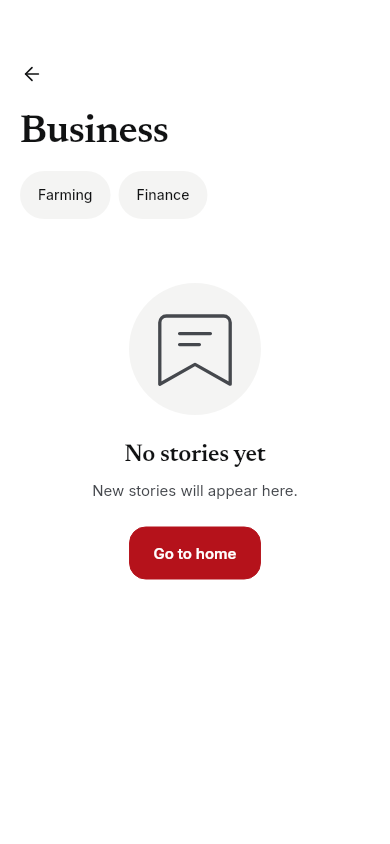 Business
Farming
Finance
No stories yet
New stories will appear here.
Go to home